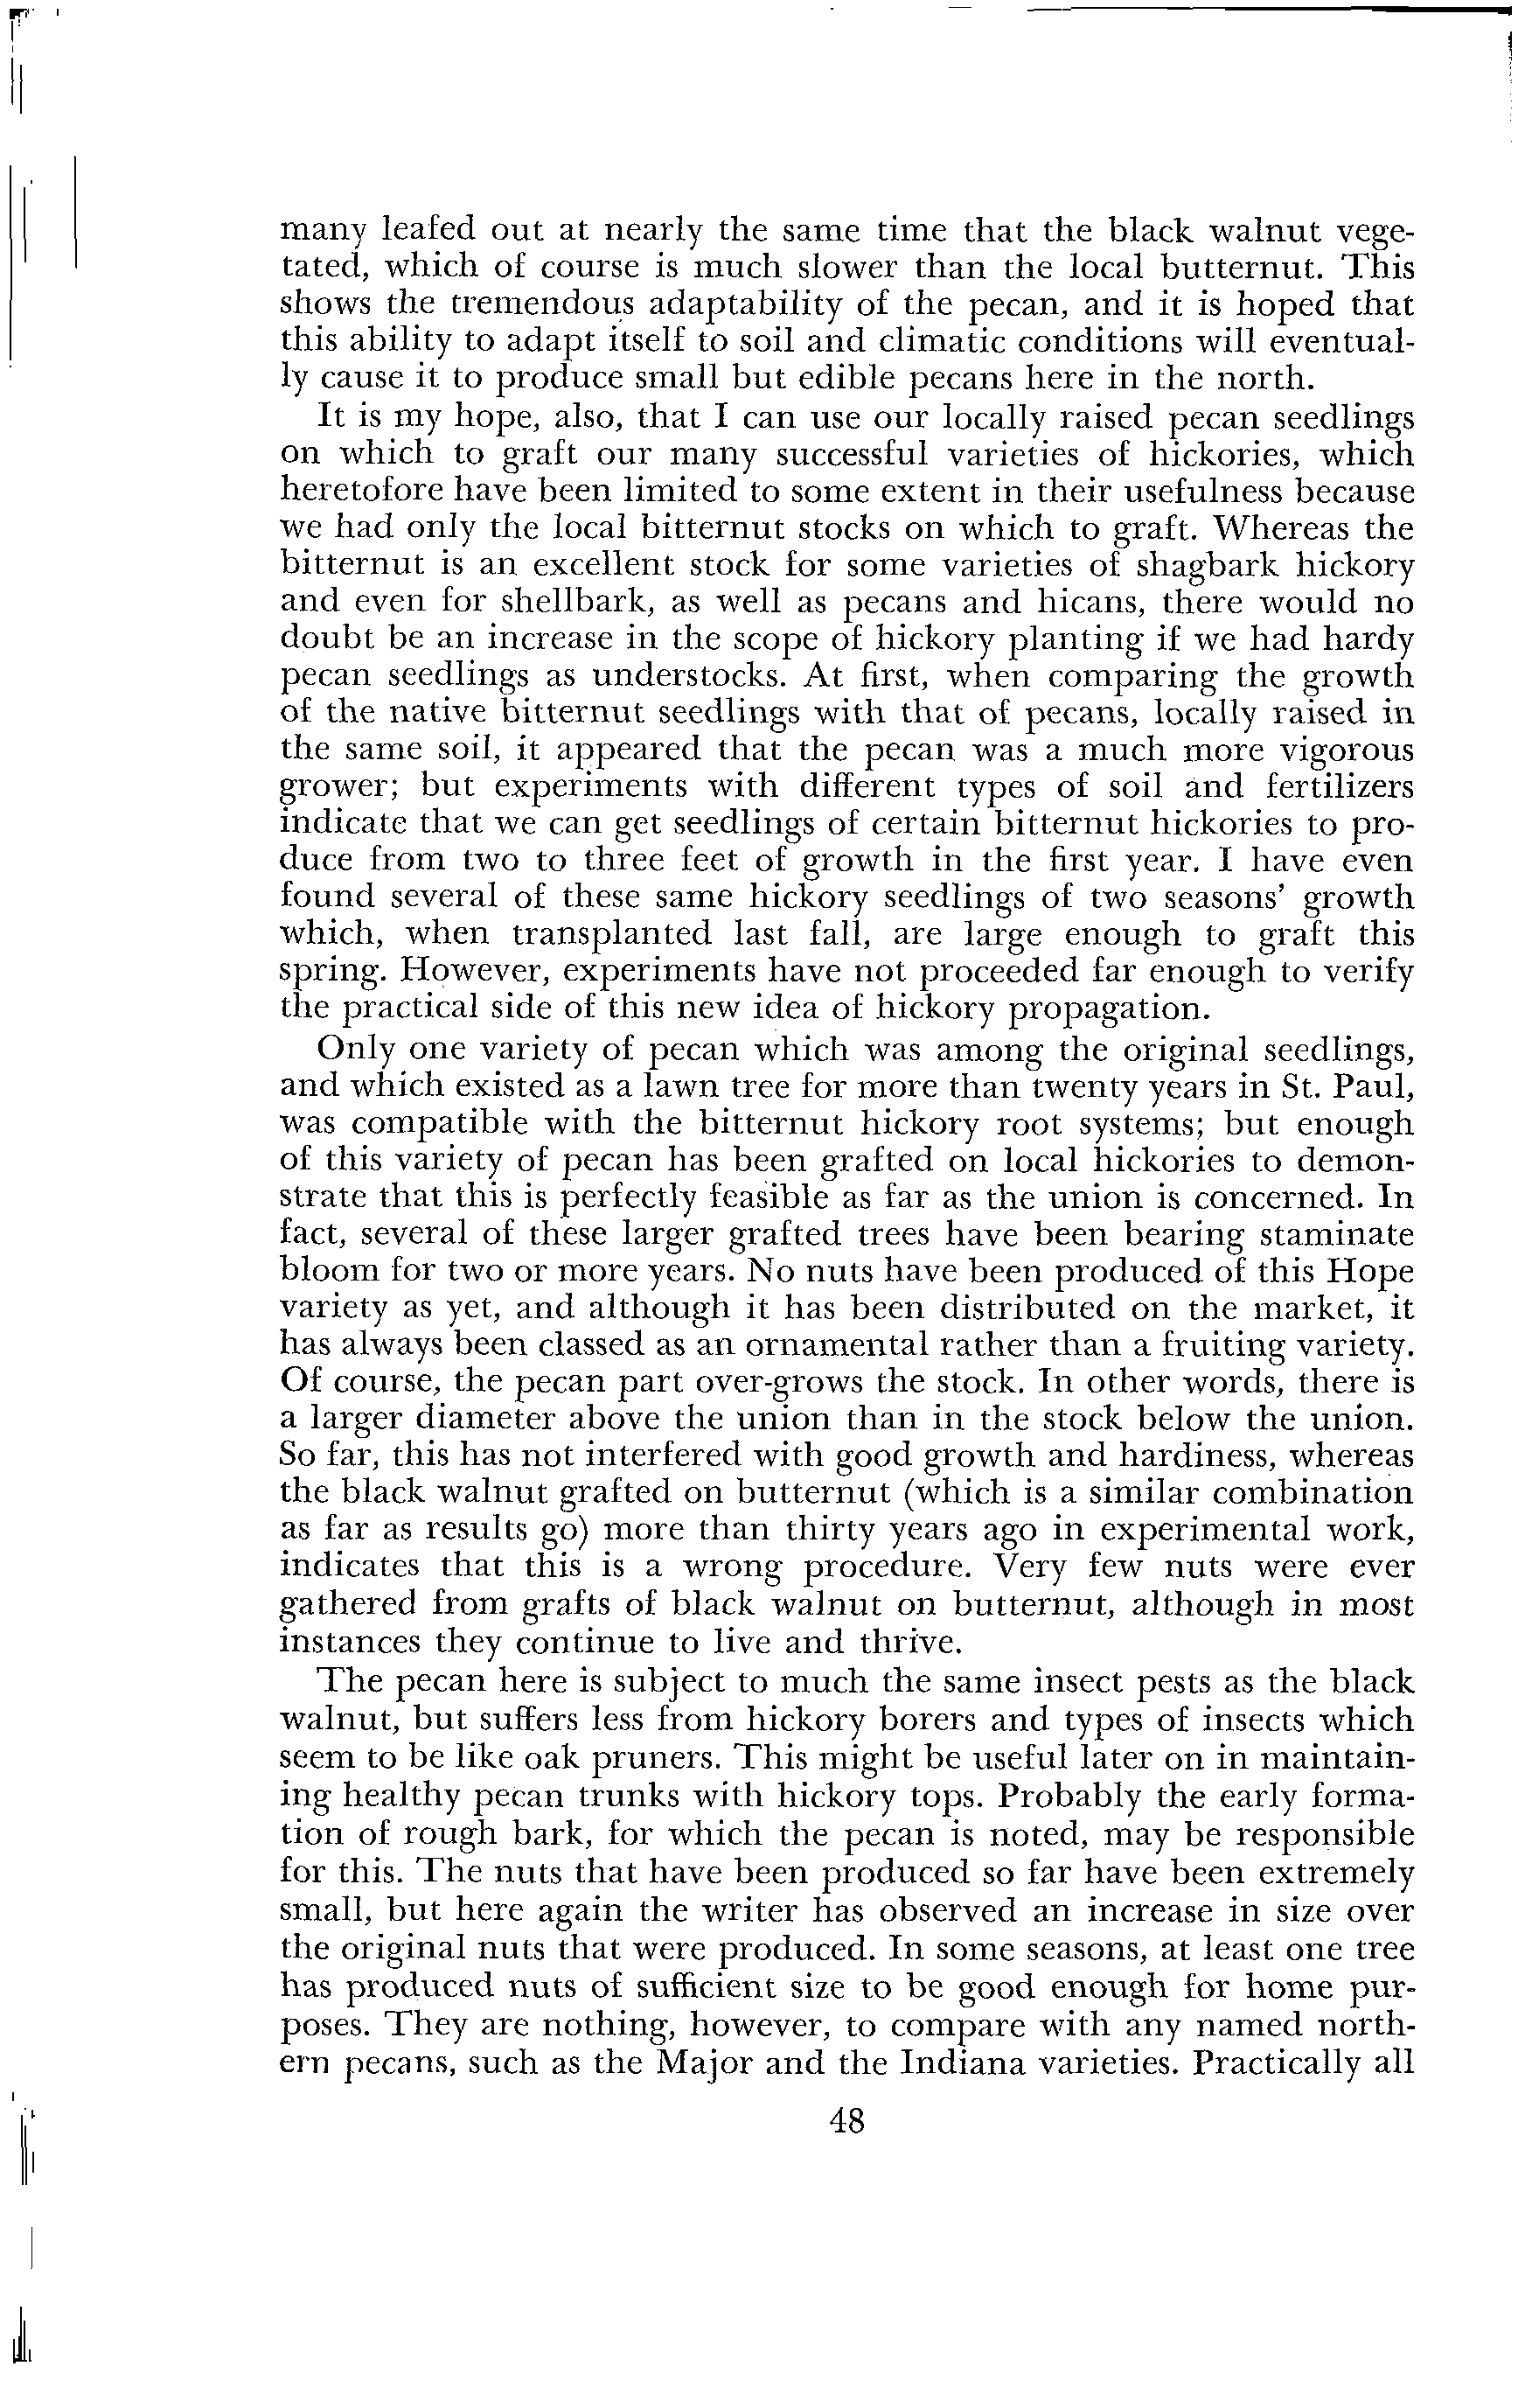 many leafed out at nearly the same time that the black walnut vege-
tated, which of course is much slower than the local butternut. This
shows the tremendous adaptability of the pecan, and it is hoped that
this ability to adapt itself to soil and climatic conditions will eventual-
ly cause it to produce small but edible pecans here in the north.
It is my hope, also, that I can use our locally raised pecan seedlings
on which to graft our many successful varieties of hickories, which
heretofore have been limited to some extent in their usefulness because
we had only the local bitternut stocks on which to graft. Whereas the
bitternut is an excellent stock for some varieties of shagbark hickory
and even for shellbark, as well as pecans and hicans, there would no
doubt be an increase in the scope of hickory planting if we had hardy
pecan seedlings as understocks. At first, when comparing the growth
of the native bitternut seedlings with that of pecans, locally raised in
the same soil, it appeared that the pecan was a much more vigorous
grower; but experiments with different types of soil and fertilizers
indicate that we can get seedlings of certain bitternut hickories to pro-
duce from two to three feet of growth in the first year. I have even
found several of these same hickory seedlings of two seasons' growth
which, when transplanted last fall, are large enough to graft this
spring. However, experiments have not proceeded far enough to verify
the practical side of this new idea of hickory propagation.
Only one variety of pecan which was among the original seedlings,
and which existed as a lawn tree for more than twenty years in St. Paul,
was compatible with the bitternut hickory root systems; but enough
of this variety of pecan has been grafted on local hickories to demon-
strate that this is perfectly feasible as far as the union is concerned. In
fact, several of these larger grafted trees have been bearing staminate
bloom for two or more years. No nuts have been produced of this Hope
variety as yet, and although it has been distributed on the market, it
has always been classed as an ornamental rather than a fruiting variety.
Of course, the pecan part over-grows the stock. In other words, there is
a larger diameter above the union than in the stock below the union.
So far, this has not interfered with good growth and hardiness, whereas
the black walnut grafted on butternut (which is a similar combination
as far as results go) more than thirty years ago in experimental work,
indicates that this is a wrong procedure. Very few nuts were ever
gathered from grafts of black walnut on butternut, although in most
instances they continue to live and thrive.
The pecan here is subject to much the same insect pests as the black
walnut, but suffers less from hickory borers and types of insects which
seem to be like oak pruners. This might be useful later on in maintain-
ing healthy pecan trunks with hickory tops. Probably the early forma-
tion of rough bark, for which the pecan is noted, may be responsible
for this. The nuts that have been produced so far have been extremely
small, but here again the writer has observed an increase in size over
the original nuts that were produced. In some seasons, at least one tree
has produced nuts of sufficient size to be good enough for home pur-
poses. They are nothing, however, to compare with any named north-
ern pecans, such as the Major and the Indiana varieties. Practically all
48